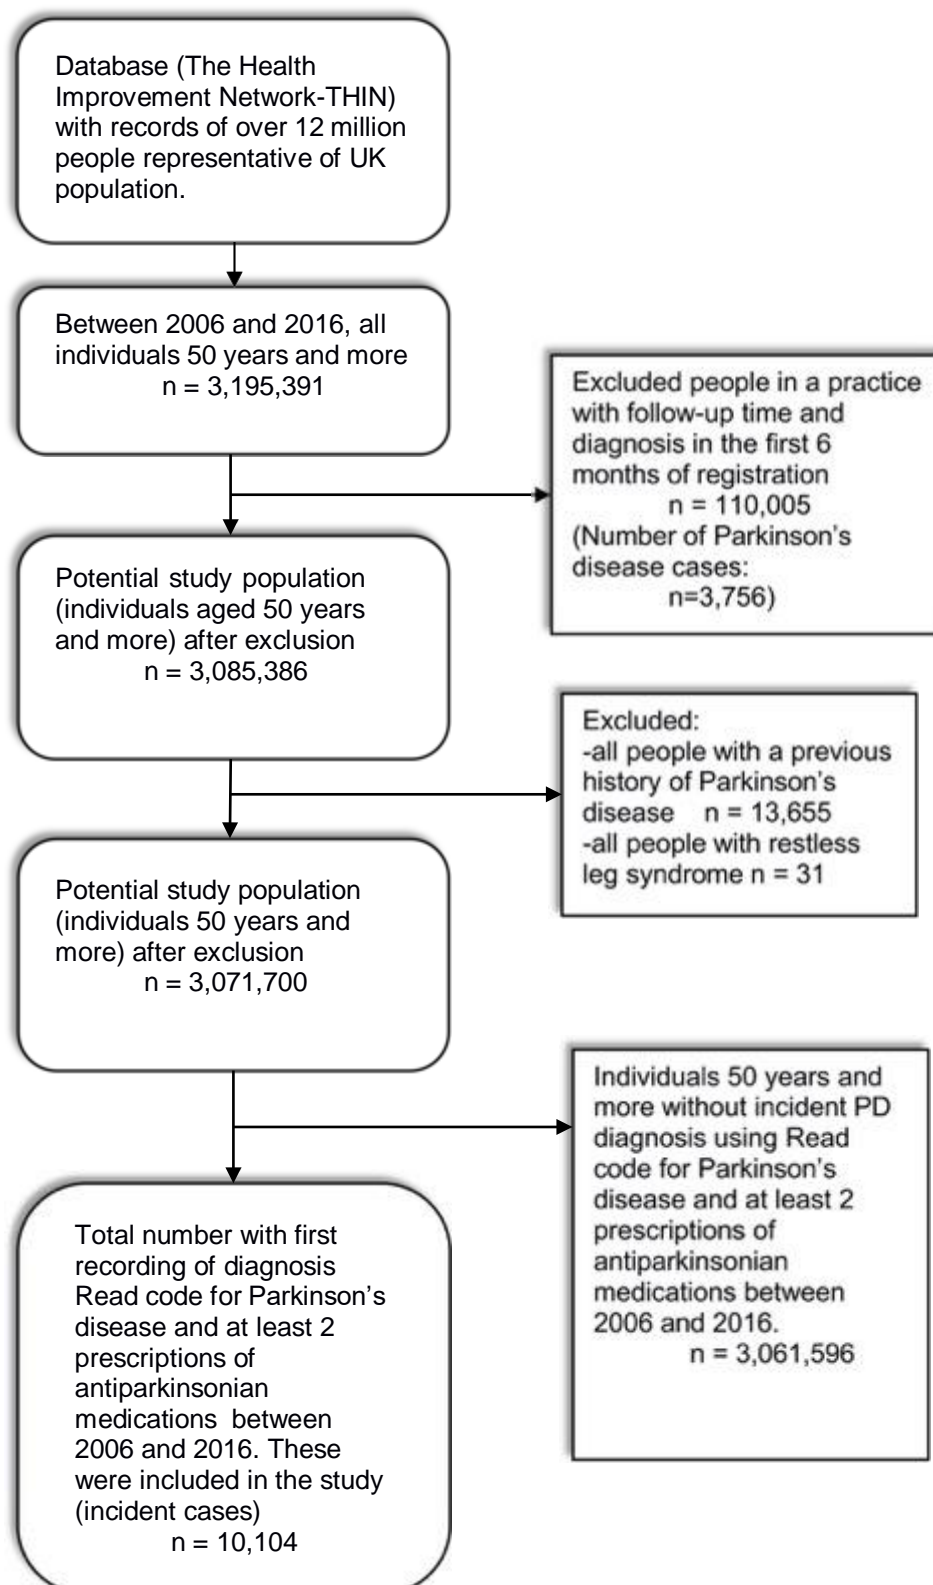 Database (The Health
Improvement Network-THIN)
with records of over 12 million
people representative of UK
population.
Between 2006 and 2016, all
individuals 50 years and more
n = 3,195,391
Excluded people in a practice
with follow-up time and
diagnosis in the first 6
months of registration
n = 110,005
(Number of Parkinson's
disease cases:
n=3,756)
Potential study population
(individuals aged 50 years
and more) after exclusion
n = 3,085,386
Excluded:
-all people with a previous
history of Parkinson's
disease n = 13,655
-all people with restless
leg syndrome n = 31
Potential study population
(individuals 50 years and
more) after exclusion
n = 3,071,700
Individuals 50 years and
more without incident PD
diagnosis using Read
code for Parkinson's
disease and at least 2
prescriptions of
antiparkinsonian
medications between
2006 and 2016.
n = 3,061,596
Total number with first
recording of diagnosis
Read code for Parkinson's
disease and at least 2
prescriptions of
antiparkinsonian
medications between
2006 and 2016. These
were included in the study
(incident cases)
n = 10,104